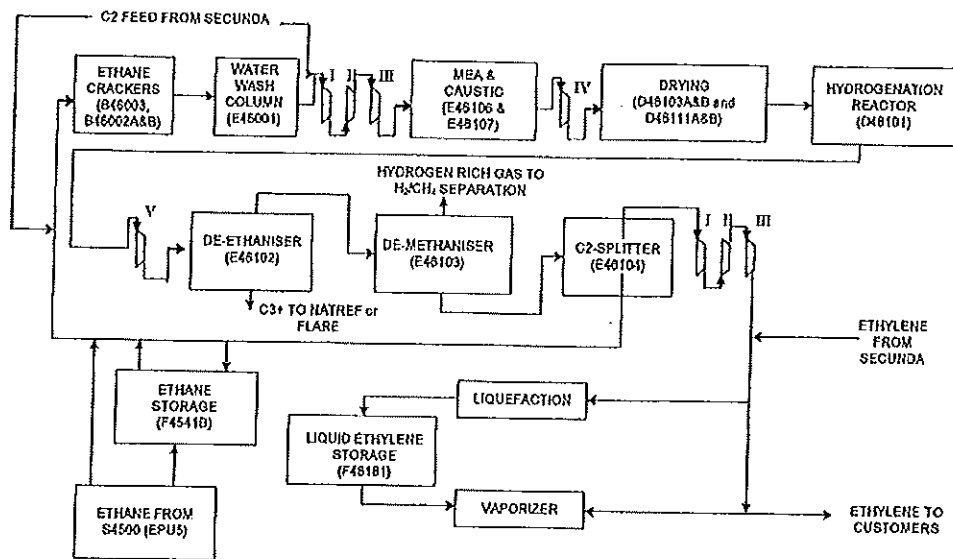 C2 FEED FROM SECUNDA
ETHANE
CRACKERS
(B46003,
B46002A&B)
WATER
WASH
COLUMN
(E46001)
I
II
III
MEA &
CAUSTIC
(E46106 &
E46107)
IV
DRYING
(D46103A&B and
D46111A&B)
HYDROGENATION
REACTOR
(D46101)
HYDROGEN RICH GAS TO
H₂/CH₄ SEPARATION
V
DE-ETHANISER
(E46102)
DE-METHANISER
(E46103)
C2-SPLITTER
(E46104)
I
II
III
C3+ TO NATREF or
FLARE
ETHYLENE
FROM
SECUNDA
ETHANE
STORAGE
(F4541B)
LIQUEFACTION
LIQUID ETHYLENE
STORAGE
(F46181)
ETHANE FROM
S4500 (EPU5)
VAPORIZER
ETHYLENE TO
CUSTOMERS